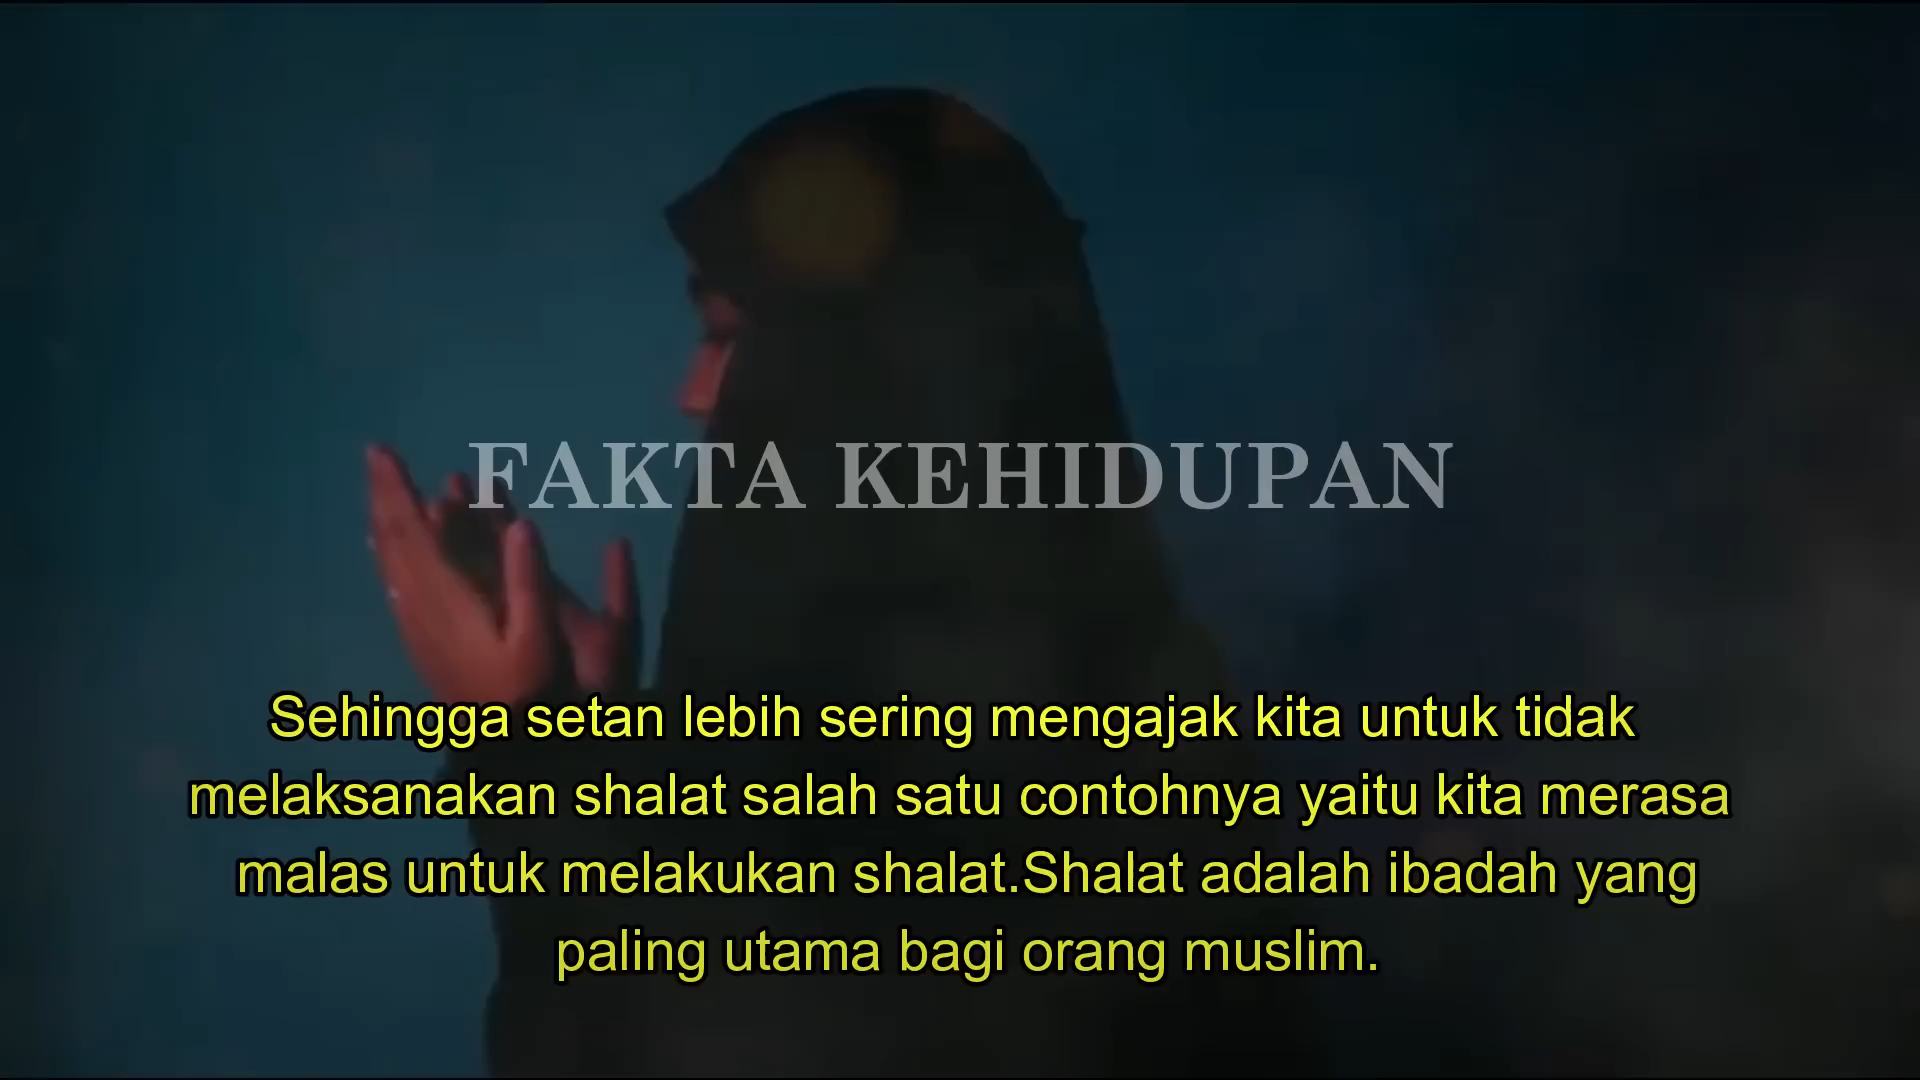 FAKTA KEHIDUPAN
Sehingga setan lebih sering mengajak kita untuk tidak
melaksanakan shalat salah satu contohnya yaitu kita merasa
malas untuk melakukan shalat.Shalat adalah ibadah yang
paling utama bagi orang muslim.